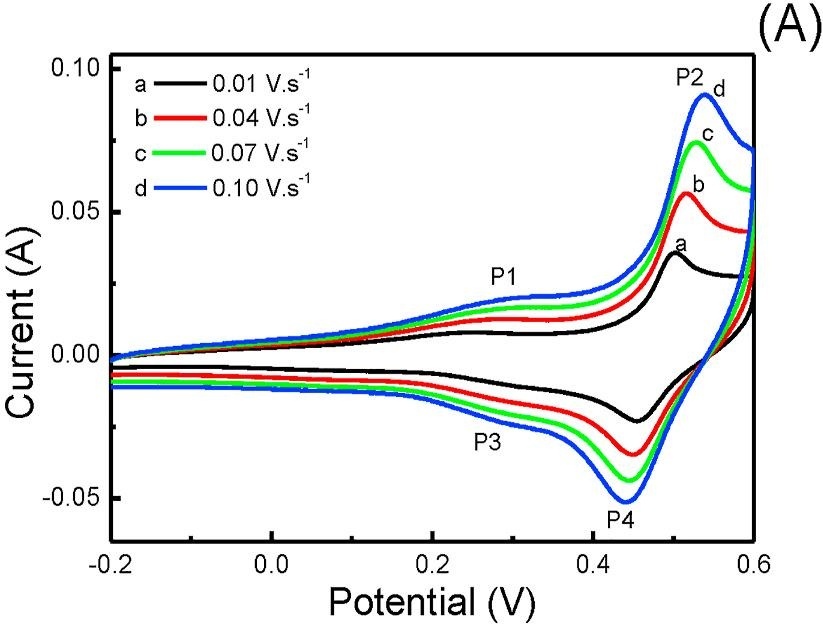 (A)
0.10
a 0.01 V.s⁻¹
b 0.04 V.s⁻¹
c 0.07 V.s⁻¹
d 0.10 V.s⁻¹
P2
d
c
b
a
0.05
P1
0.00
P3
-0.05
P4
-0.2 0.0 0.2 0.4 0.6
Current (A)
Potential (V)